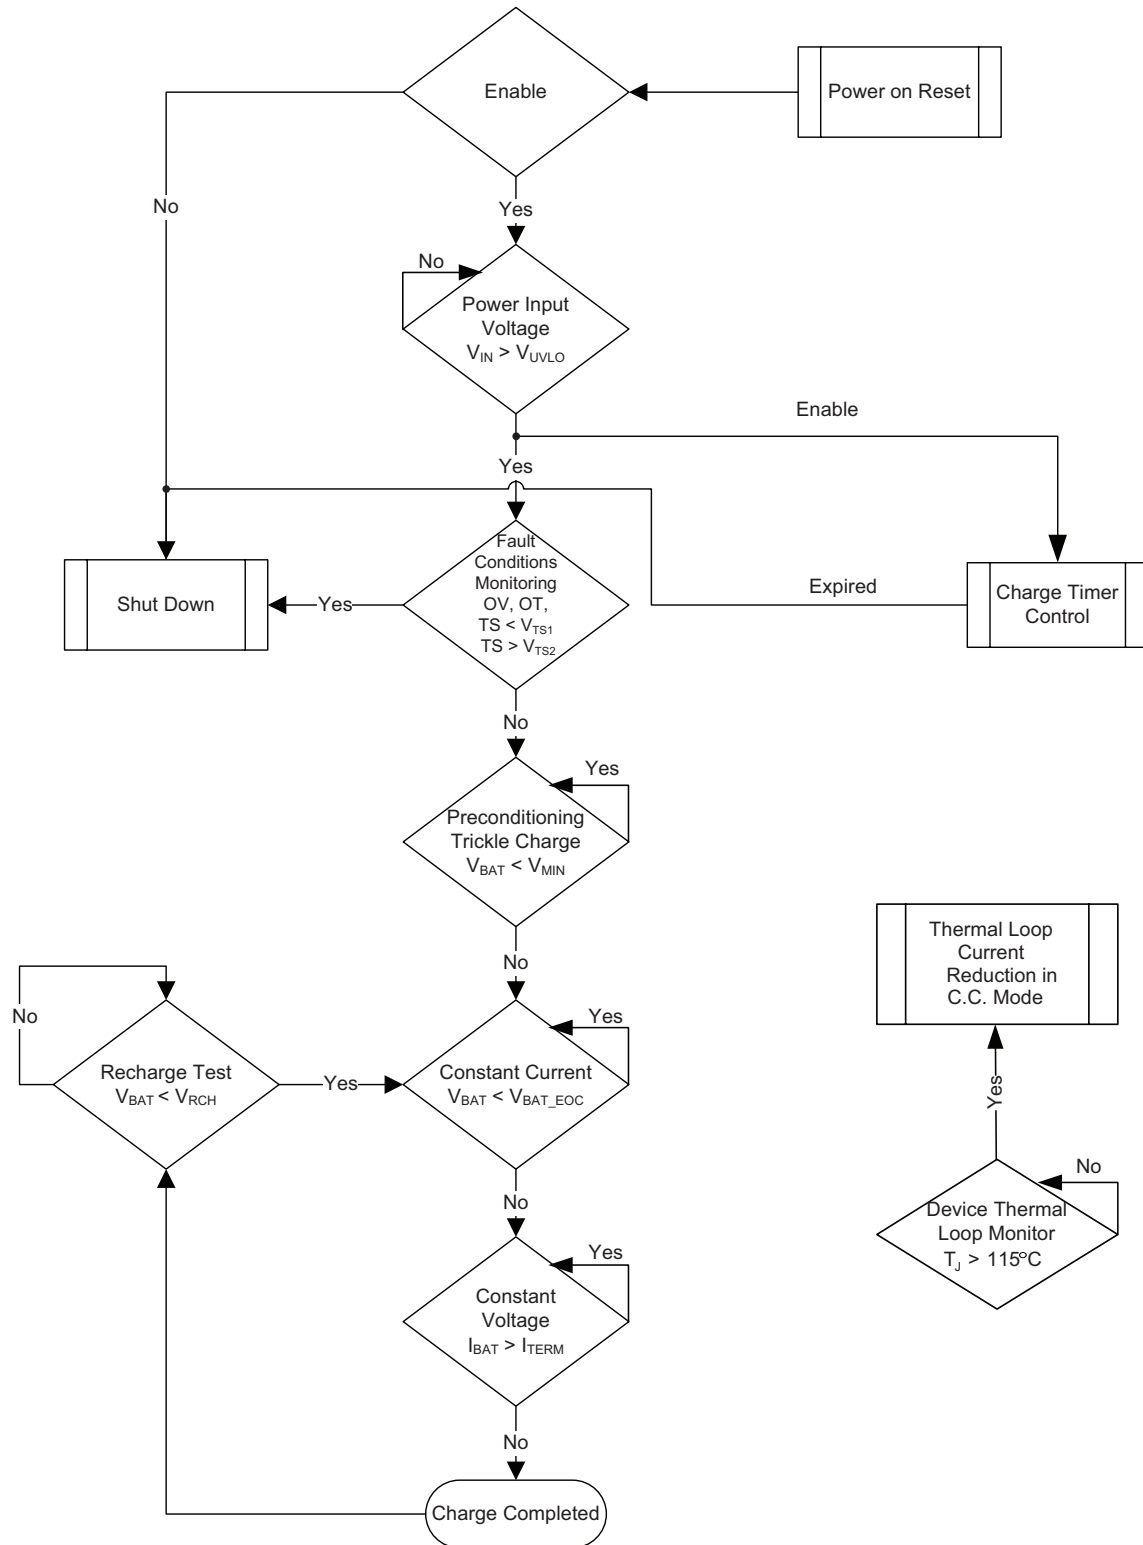 Enable
Power on Reset
No
Yes
No
Power Input
Voltage
V_IN > V_UVLO
Enable
Yes
Fault
Conditions
Monitoring
OV, OT,
TS < V_TS1
TS > V_TS2
Shut Down
Yes
Expired
Charge Timer
Control
No
Yes
Preconditioning
Trickle Charge
V_BAT < V_MIN
Thermal Loop
Current
Reduction in
C.C. Mode
No
No
Yes
Recharge Test
V_BAT < V_RCH
Yes
Constant Current
V_BAT < V_BAT_EOC
Yes
No
Device Thermal
Loop Monitor
T_J > 115°C
No
Yes
Constant
Voltage
I_BAT > I_TERM
No
Charge Completed